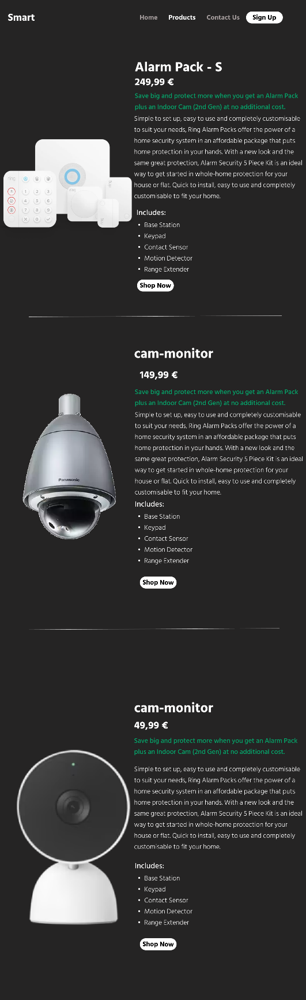 Smart
Home Products Contact Us Sign Up
Alarm Pack - S
249,99 €
Save big and protect more when you get an Alarm Pack
plus an Indoor Cam (2nd Gen) at no additional cost.
Simple to set up, easy to use and completely customisable
to suit your needs, Ring Alarm Packs offer the power of a
home security system in an affordable package that puts
home protection in your hands. With a new look and the
same great protection, Alarm Security 5 Piece Kit is an ideal
way to get started in whole-home protection for your
house or flat. Quick to install, easy to use and completely
customisable to fit your home.
ring
1 2 3
4 5 6
7 8 9
0
ring
ring
ring
Includes:
• Base Station
• Keypad
• Contact Sensor
• Motion Detector
• Range Extender
Shop Now
cam-monitor
149,99 €
Save big and protect more when you get an Alarm Pack
plus an Indoor Cam (2nd Gen) at no additional cost.
Simple to set up, easy to use and completely customisable
to suit your needs, Ring Alarm Packs offer the power of a
home security system in an affordable package that puts
home protection in your hands. With a new look and the
same great protection, Alarm Security 5 Piece Kit is an ideal
way to get started in whole-home protection for your
house or flat. Quick to install, easy to use and completely
customisable to fit your home.
Panasonic
Includes:
• Base Station
• Keypad
• Contact Sensor
• Motion Detector
• Range Extender
Shop Now
cam-monitor
49,99 €
Save big and protect more when you get an Alarm Pack
plus an Indoor Cam (2nd Gen) at no additional cost.
Simple to set up, easy to use and completely customisable
to suit your needs, Ring Alarm Packs offer the power of a
home security system in an affordable package that puts
home protection in your hands. With a new look and the
same great protection, Alarm Security 5 Piece Kit is an ideal
way to get started in whole-home protection for your
house or flat. Quick to install, easy to use and completely
customisable to fit your home.
Includes:
• Base Station
• Keypad
• Contact Sensor
• Motion Detector
• Range Extender
Shop Now